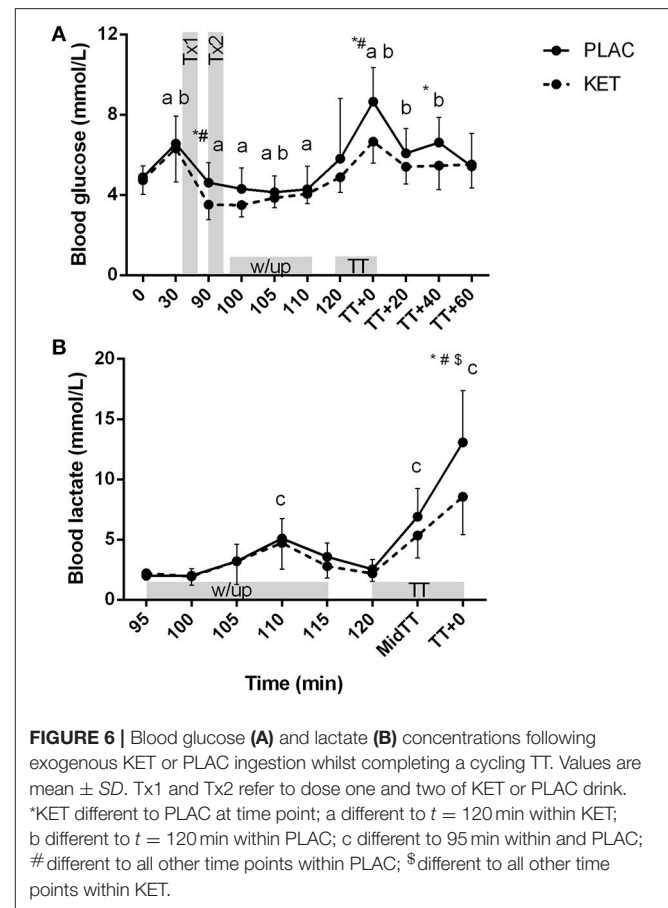 A
Blood glucose (mmol/L)
12
8
4
0
Tx1
Tx2
a b
*#
a
a
a b
a
*#
a b
b
*
b
w/up
TT
0
30
90
100
105
110
120
TT+0
TT+20
TT+40
TT+60
PLAC
KET
B
Blood lactate (mmol/L)
20
15
10
5
0
c
c
* # $ c
w/up
TT
95
100
105
110
115
120
MidTT
TT+0
Time (min)
FIGURE 6 | Blood glucose (A) and lactate (B) concentrations following
exogenous KET or PLAC ingestion whilst completing a cycling TT. Values are
mean ± SD. Tx1 and Tx2 refer to dose one and two of KET or PLAC drink.
*KET different to PLAC at time point; a different to t = 120 min within KET;
b different to t = 120 min within PLAC; c different to 95 min within and PLAC;
#different to all other time points within PLAC; $different to all other time
points within KET.